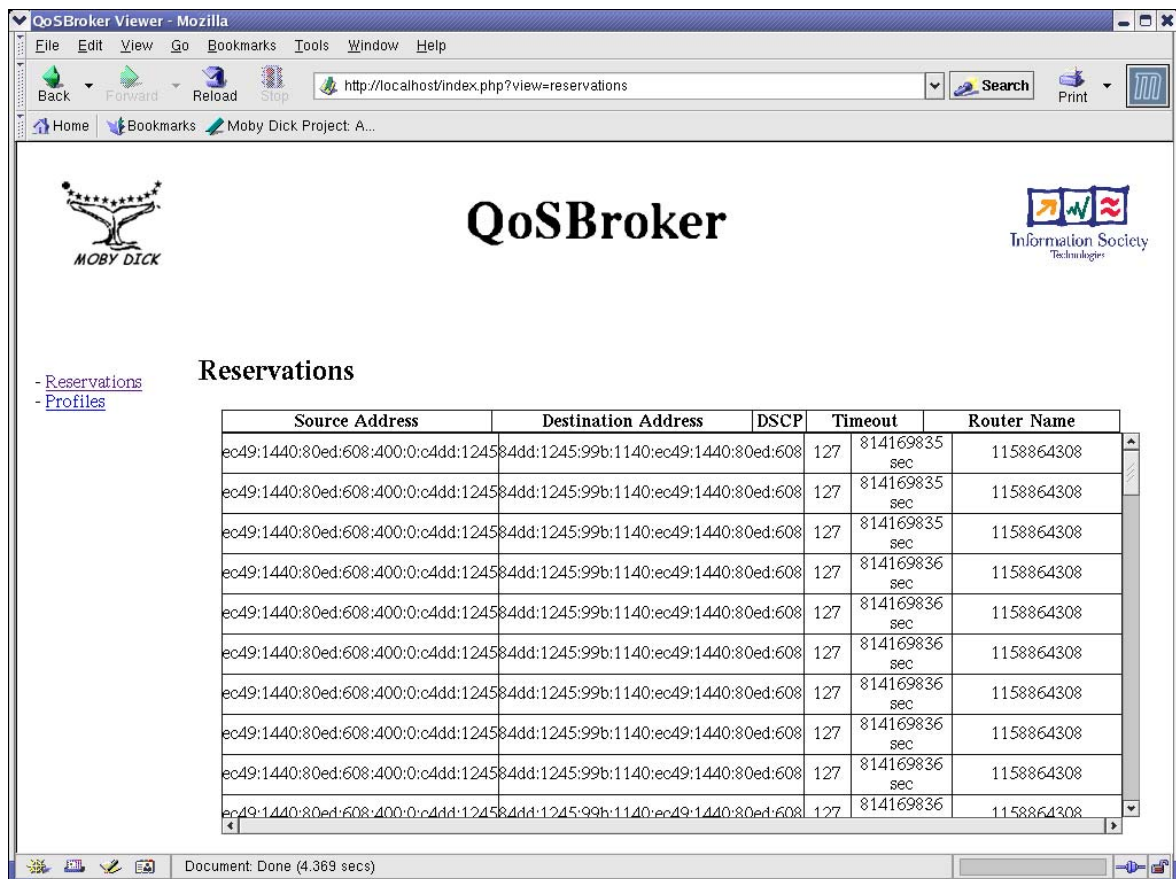 QoSBroker Viewer - Mozilla
File Edit View Go Bookmarks Tools Window Help
Back Forward Reload Stop http://localhost/index.php?view=reservations Search Print
Home Bookmarks Moby Dick Project: A...
MOBY DICK
QoSBroker
Information Society
Technologies
- Reservations
- Profiles
Reservations
Source Address Destination Address DSCP Timeout Router Name
ec49:1440:80ed:608:400:0:c4dd:1245 84dd:1245:99b:1140:ec49:1440:80ed:608 127 814169835 sec 1158864308
ec49:1440:80ed:608:400:0:c4dd:1245 84dd:1245:99b:1140:ec49:1440:80ed:608 127 814169835 sec 1158864308
ec49:1440:80ed:608:400:0:c4dd:1245 84dd:1245:99b:1140:ec49:1440:80ed:608 127 814169835 sec 1158864308
ec49:1440:80ed:608:400:0:c4dd:1245 84dd:1245:99b:1140:ec49:1440:80ed:608 127 814169836 sec 1158864308
ec49:1440:80ed:608:400:0:c4dd:1245 84dd:1245:99b:1140:ec49:1440:80ed:608 127 814169836 sec 1158864308
ec49:1440:80ed:608:400:0:c4dd:1245 84dd:1245:99b:1140:ec49:1440:80ed:608 127 814169836 sec 1158864308
ec49:1440:80ed:608:400:0:c4dd:1245 84dd:1245:99b:1140:ec49:1440:80ed:608 127 814169836 sec 1158864308
ec49:1440:80ed:608:400:0:c4dd:1245 84dd:1245:99b:1140:ec49:1440:80ed:608 127 814169836 sec 1158864308
ec49:1440:80ed:608:400:0:c4dd:1245 84dd:1245:99b:1140:ec49:1440:80ed:608 127 814169836 sec 1158864308
ec49:1440:80ed:608:400:0:c4dd:1245 84dd:1245:99b:1140:ec49:1440:80ed:608 127 814169836 1158864308
Document: Done (4.369 secs)